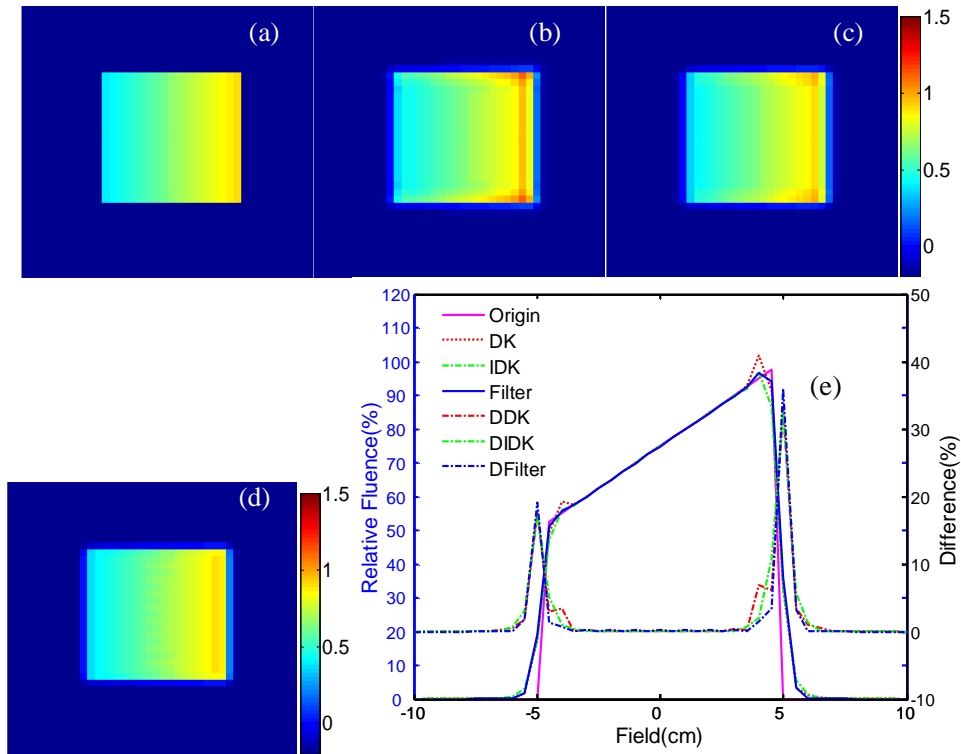 (a)
(b)
(c)
1.5
1
0.5
0
(d)
1.5
1
0.5
0
(e)
Origin
DK
IDK
Filter
DDK
DIDK
DFilter
Relative Fluence(%)
120
110
100
90
80
70
60
50
40
30
20
10
0
Difference(%)
50
40
30
20
10
0
-10
-10
-5
0
5
10
Field(cm)